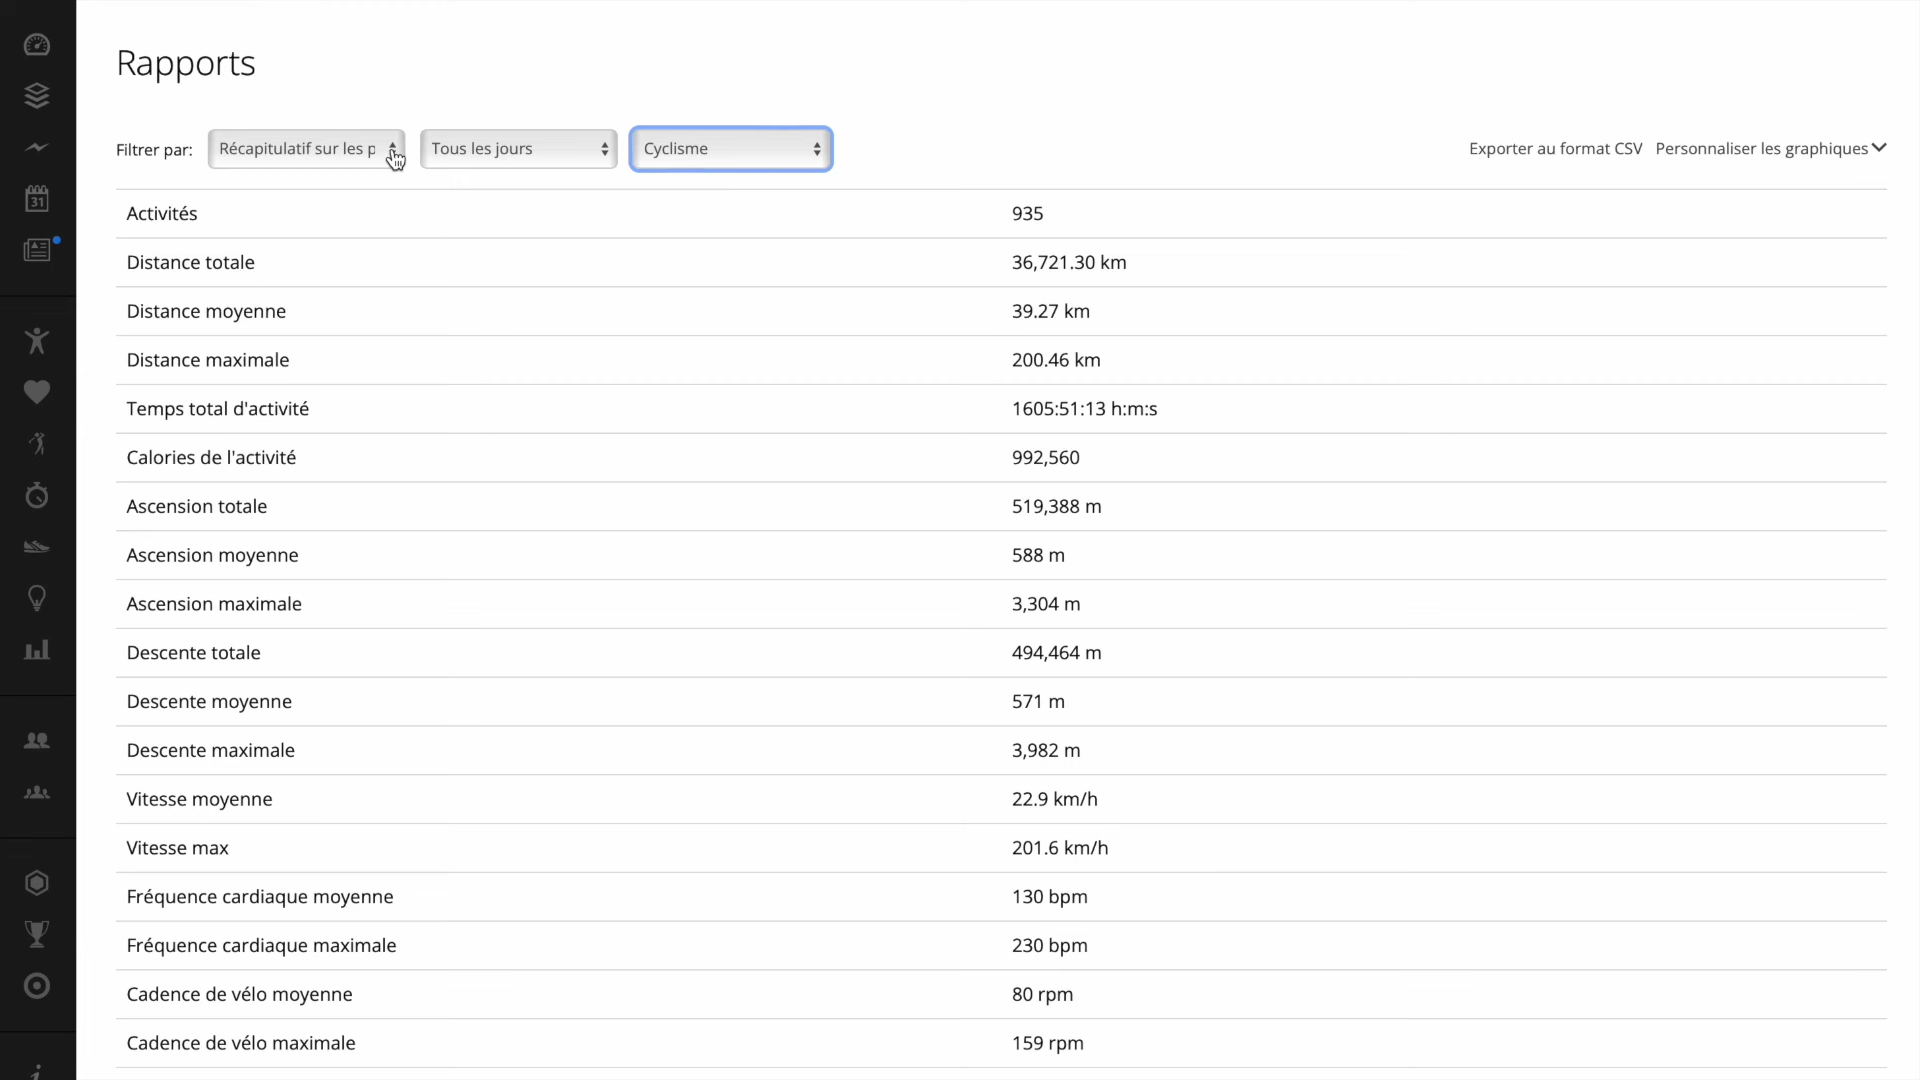 Rapports
Filtrer par: Récapitulatif sur les p Tous les jours Cyclisme Exporter au format CSV Personnaliser les graphiques
31
Activités 935
Distance totale 36,721.30 km
Distance moyenne 39.27 km
Distance maximale 200.46 km
Temps total d'activité 1605:51:13 h:m:s
Calories de l'activité 992,560
Ascension totale 519,388 m
Ascension moyenne 588 m
Ascension maximale 3,304 m
Descente totale 494,464 m
Descente moyenne 571 m
Descente maximale 3,982 m
Vitesse moyenne 22.9 km/h
Vitesse max 201.6 km/h
Fréquence cardiaque moyenne 130 bpm
Fréquence cardiaque maximale 230 bpm
Cadence de vélo moyenne 80 rpm
Cadence de vélo maximale 159 rpm